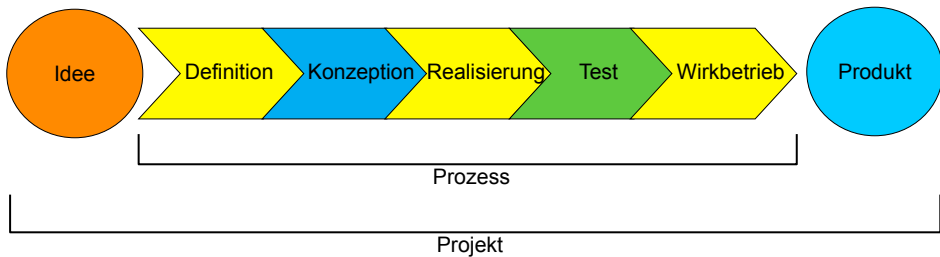 Idee
Definition
Konzeption
Realisierung
Test
Wirkbetrieb
Produkt
Prozess
Projekt